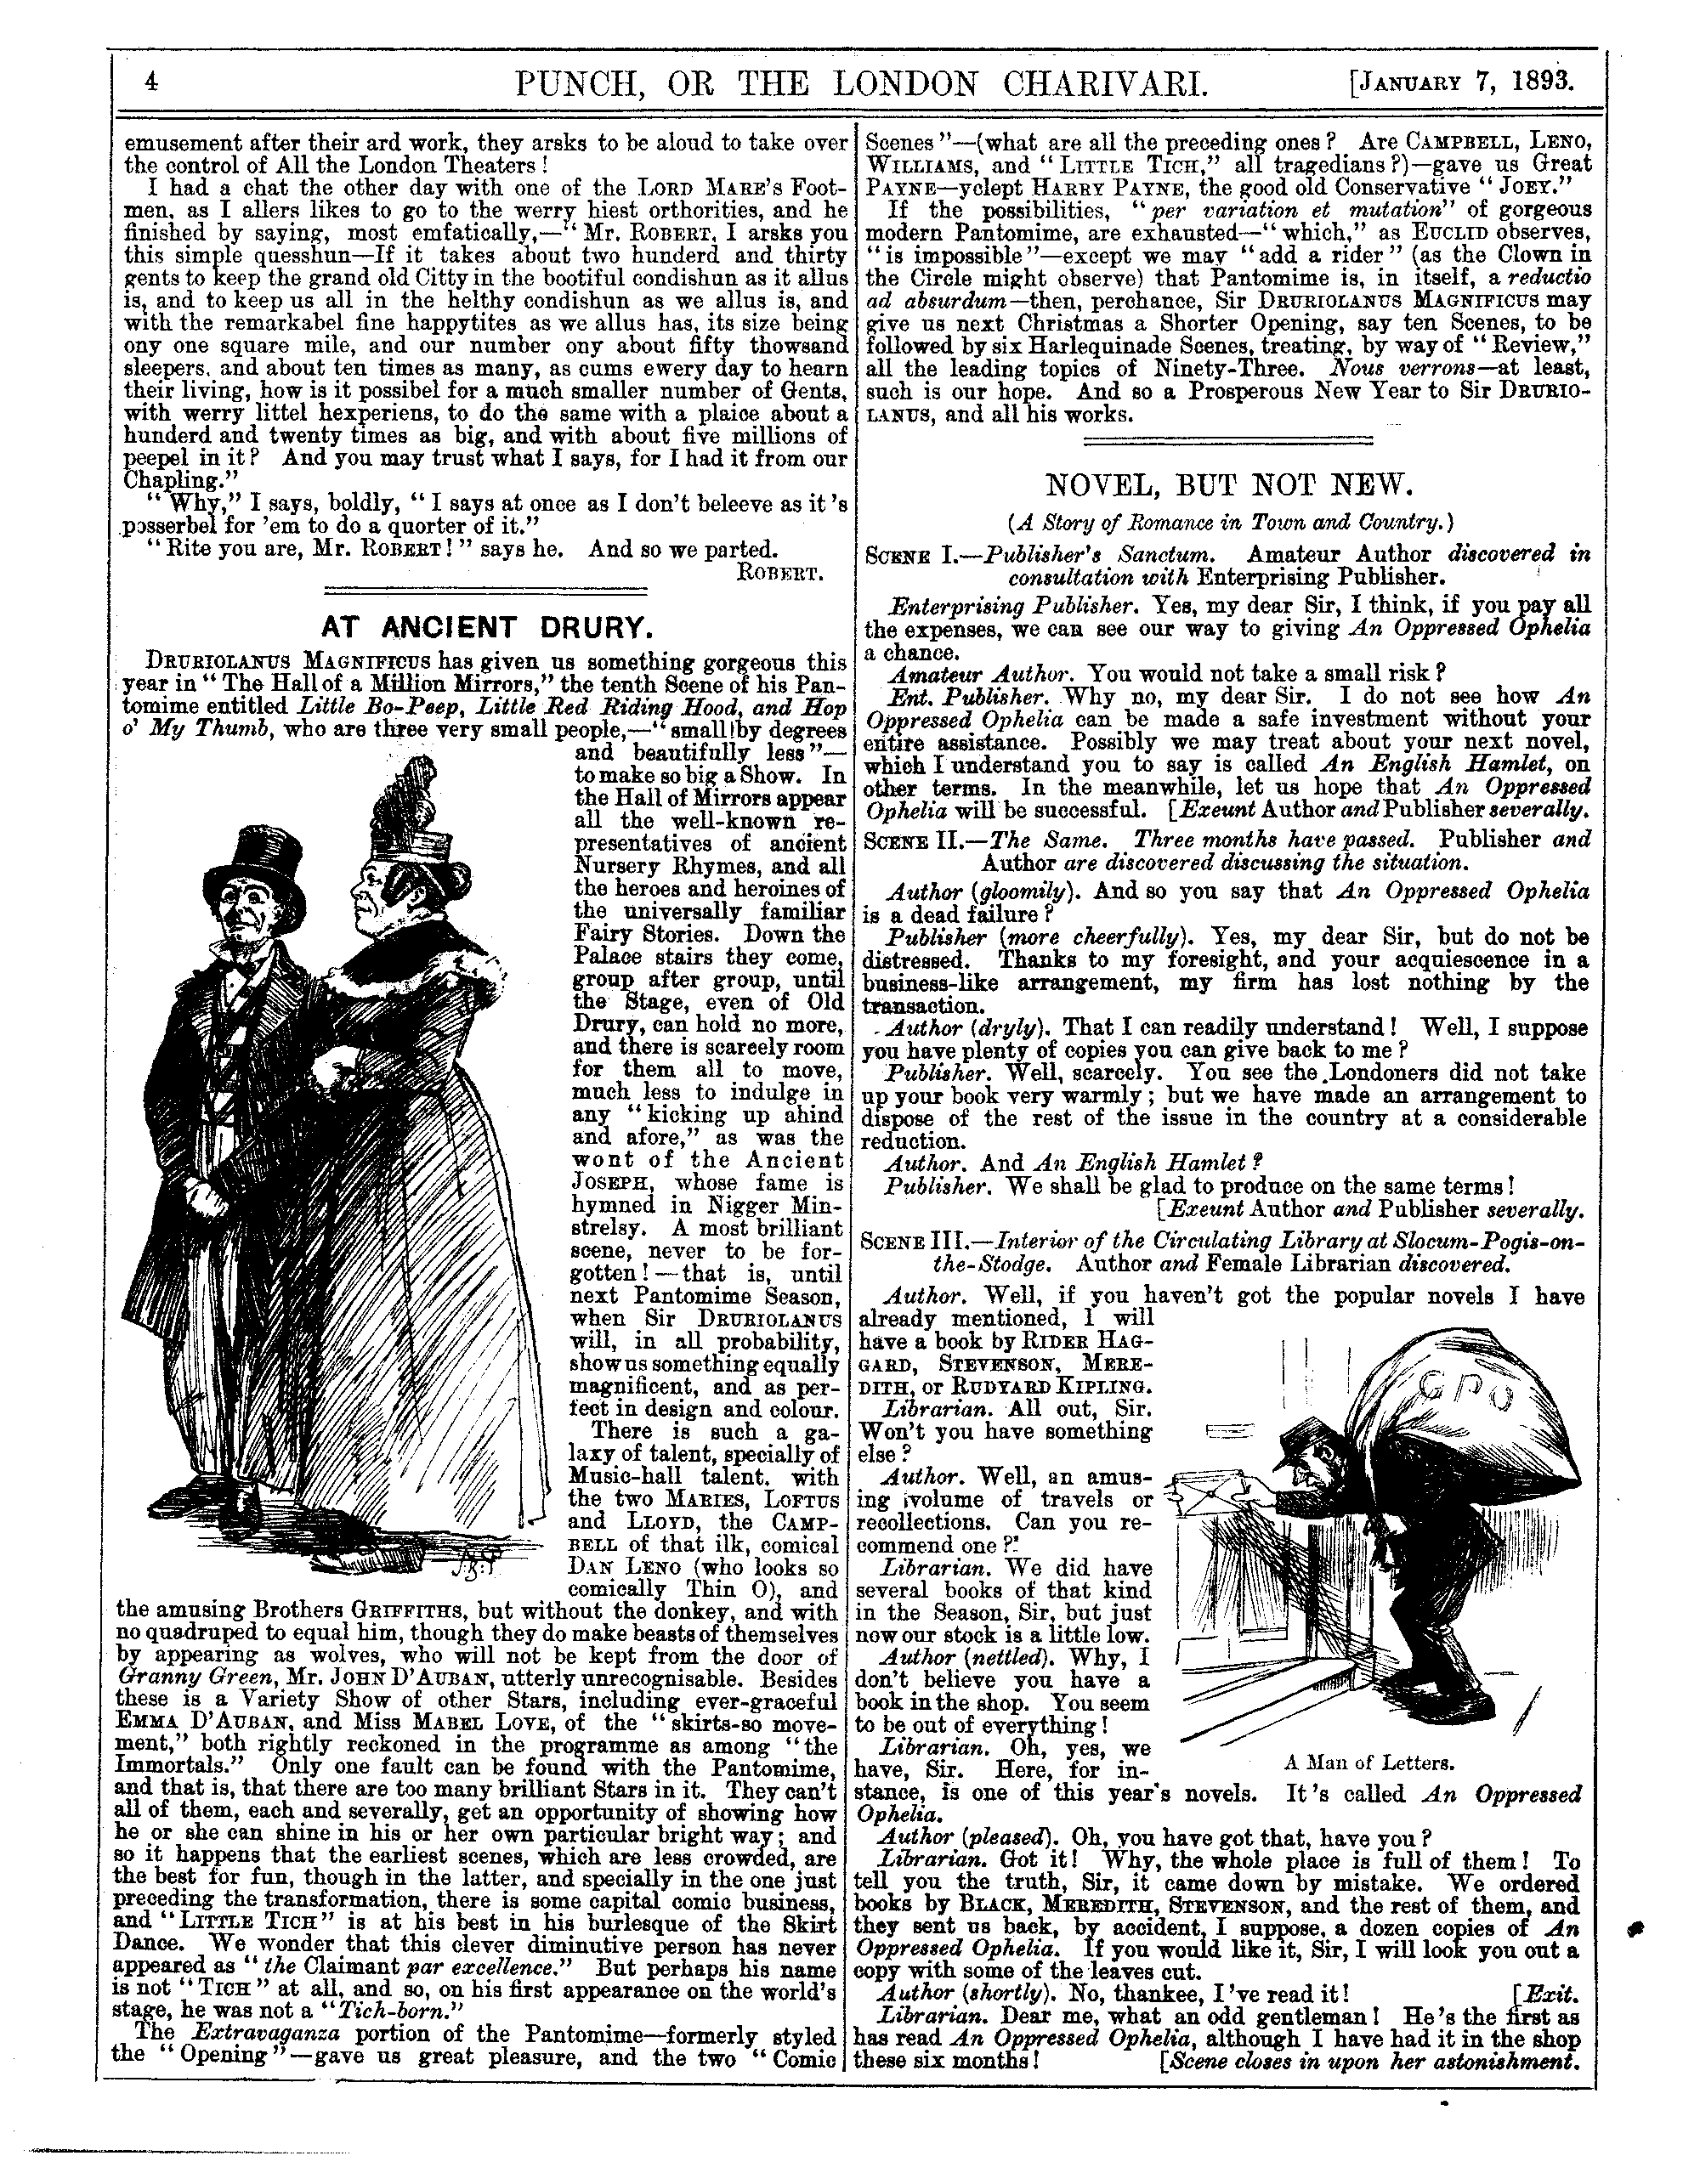 4
PUNCH, OR THE LONDON CHARIVARI.
[JANUARY 7, 1893.
emusement after their ard work, they arsks to be aloud to take over
the control of All the London Theaters!
I had a chat the other day with one of the LORD MARE's Foot-
men, as I allers likes to go to the werry hiest orthorities, and he
finished by saying, most emfatically,—"Mr. ROBERT, I arsks you
this simple quesshun—If it takes about two hunderd and thirty
gents to keep the grand old Citty in the bootiful condishun as it allus
is, and to keep us all in the helthy condishun as we allus is, and
with the remarkabel fine happytites as we allus has, its size being
ony one square mile, and our number ony about fifty thowsand
sleepers, and about ten times as many, as cums ewery day to hearn
their living, how is it possibel for a much smaller number of Gents,
with werry littel hexperiens, to do the same with a plaice about a
hunderd and twenty times as big, and with about five millions of
peepel in it? And you may trust what I says, for I had it from our
Chapling."
"Why," I says, boldly, "I says at once as I don't beleeve as it's
posserbel for 'em to do a quorter of it."
"Rite you are, Mr. ROBERT!" says he. And so we parted.
ROBERT.
AT ANCIENT DRURY.
DRURIOLANUS MAGNIFICUS has given us something gorgeous this
year in "The Hall of a Million Mirrors," the tenth Scene of his Pan-
tomime entitled Little Bo-Peep, Little Red Riding Hood, and Hop
o' My Thumb, who are three very small people,—"small by degrees
and beautifully less"—
to make so big a Show. In
the Hall of Mirrors appear
all the well-known re-
presentatives of ancient
Nursery Rhymes, and all
the heroes and heroines of
the universally familiar
Fairy Stories. Down the
Palace stairs they come,
group after group, until
the Stage, even of Old
Drury, can hold no more,
and there is scarcely room
for them all to move,
much less to indulge in
any "kicking up ahind
and afore," as was the
wont of the Ancient
JOSEPH, whose fame is
hymned in Nigger Min-
strelsy. A most brilliant
scene, never to be for-
gotten!—that is, until
next Pantomime Season,
when Sir DRURIOLANUS
will, in all probability,
show us something equally
magnificent, and as per-
fect in design and colour.
There is such a ga-
laxy of talent, specially of
Music-hall talent, with
the two MARIES, LOFTUS
and LLOYD, the CAMP-
BELL of that ilk, comical
DAN LENO (who looks so
comically Thin O), and
the amusing Brothers GRIFFITHS, but without the donkey, and with
no quadruped to equal him, though they do make beasts of themselves
by appearing as wolves, who will not be kept from the door of
Granny Green, Mr. JOHN D'AUBAN, utterly unrecognisable. Besides
these is a Variety Show of other Stars, including ever-graceful
EMMA D'AUBAN, and Miss MABEL LOVE, of the "skirts-so move-
ment," both rightly reckoned in the programme as among "the
Immortals." Only one fault can be found with the Pantomime,
and that is, that there are too many brilliant Stars in it. They can't
all of them, each and severally, get an opportunity of showing how
he or she can shine in his or her own particular bright way; and
so it happens that the earliest scenes, which are less crowded, are
the best for fun, though in the latter, and specially in the one just
preceding the transformation, there is some capital comic business,
and "LITTLE TICH" is at his best in his burlesque of the Skirt
Dance. We wonder that this clever diminutive person has never
appeared as "the Claimant par excellence." But perhaps his name
is not "TICH" at all, and so, on his first appearance on the world's
stage, he was not a "Tich-born."
The Extravaganza portion of the Pantomime—formerly styled
the "Opening"—gave us great pleasure, and the two "Comic
Scenes"—(what are all the preceding ones? Are CAMPBELL, LENO,
WILLIAMS, and "LITTLE TICH," all tragedians?)—gave us Great
PAYNE—yclept HARRY PAYNE, the good old Conservative "JOEY."
If the possibilities, "per variation et mutation" of gorgeous
modern Pantomime, are exhausted—"which," as EUCLID observes,
"is impossible"—except we may "add a rider" (as the Clown in
the Circle might observe) that Pantomime is, in itself, a reductio
ad absurdum—then, perchance, Sir DRURIOLANUS MAGNIFICUS may
give us next Christmas a Shorter Opening, say ten Scenes, to be
followed by six Harlequinade Scenes, treating, by way of "Review,"
all the leading topics of Ninety-Three. Nous verrons—at least,
such is our hope. And so a Prosperous New Year to Sir DRURIO-
LANUS, and all his works.
NOVEL, BUT NOT NEW.
(A Story of Romance in Town and Country.)
SCENE I.—Publisher's Sanctum. Amateur Author discovered in
consultation with Enterprising Publisher.
Enterprising Publisher. Yes, my dear Sir, I think, if you pay all
the expenses, we can see our way to giving An Oppressed Ophelia
a chance.
Amateur Author. You would not take a small risk?
Ent. Publisher. Why no, my dear Sir. I do not see how An
Oppressed Ophelia can be made a safe investment without your
entire assistance. Possibly we may treat about your next novel,
which I understand you to say is called An English Hamlet, on
other terms. In the meanwhile, let us hope that An Oppressed
Ophelia will be successful. [Exeunt Author and Publisher severally.
SCENE II.—The Same. Three months have passed. Publisher and
Author are discovered discussing the situation.
Author (gloomily). And so you say that An Oppressed Ophelia
is a dead failure?
Publisher (more cheerfully). Yes, my dear Sir, but do not be
distressed. Thanks to my foresight, and your acquiescence in a
business-like arrangement, my firm has lost nothing by the
transaction.
Author (dryly). That I can readily understand! Well, I suppose
you have plenty of copies you can give back to me?
Publisher. Well, scarcely. You see the Londoners did not take
up your book very warmly; but we have made an arrangement to
dispose of the rest of the issue in the country at a considerable
reduction.
Author. And An English Hamlet?
Publisher. We shall be glad to produce on the same terms!
[Exeunt Author and Publisher severally.
SCENE III.—Interior of the Circulating Library at Slocum-Pogis-on-
the-Stodge. Author and Female Librarian discovered.
Author. Well, if you haven't got the popular novels I have
already mentioned, I will
have a book by RIDER HAG-
GARD, STEVENSON, MERE-
DITH, or RUDYARD KIPLING.
Librarian. All out, Sir.
Won't you have something
else?
Author. Well, an amus-
ing volume of travels or
recollections. Can you re-
commend one?
Librarian. We did have
several books of that kind
in the Season, Sir, but just
now our stock is a little low.
Author (nettled). Why, I
don't believe you have a
book in the shop. You seem
to be out of everything!
Librarian. Oh, yes, we
have, Sir. Here, for in-
stance, is one of this year's novels. It's called An Oppressed
Ophelia.
Author (pleased). Oh, you have got that, have you?
Librarian. Got it! Why, the whole place is full of them! To
tell you the truth, Sir, it came down by mistake. We ordered
books by BLACK, MEREDITH, STEVENSON, and the rest of them, and
they sent us back, by accident, I suppose, a dozen copies of An
Oppressed Ophelia. If you would like it, Sir, I will look you out a
copy with some of the leaves cut.
Author (shortly). No, thankee, I've read it! [Exit.
Librarian. Dear me, what an odd gentleman! He's the first as
has read An Oppressed Ophelia, although I have had it in the shop
these six months! [Scene closes in upon her astonishment.
GPO
A Man of Letters.